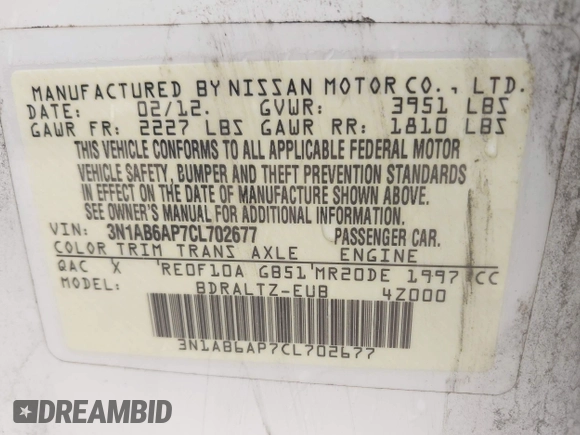 MANUFACTURED BY NISSAN MOTOR CO., LTD.
DATE: 02/12. GVWR: 3951 LBS
GAWR FR: 2227 LBS GAWR RR: 1810 LBS
THIS VEHICLE CONFORMS TO ALL APPLICABLE FEDERAL MOTOR
VEHICLE SAFETY, BUMPER AND THEFT PREVENTION STANDARDS
IN EFFECT ON THE DATE OF MANUFACTURE SHOWN ABOVE.
SEE OWNER'S MANUAL FOR ADDITIONAL INFORMATION.
VIN: 3N1AB6AP7CL702677 PASSENGER CAR.
COLOR TRIM TRANS AXLE ENGINE
QAC X RE0F10A GB51 MR20DE 1997 CC
MODEL: BDRALTZ-EUB 4Z000
3N1AB6AP7CL702677
DREAMBID